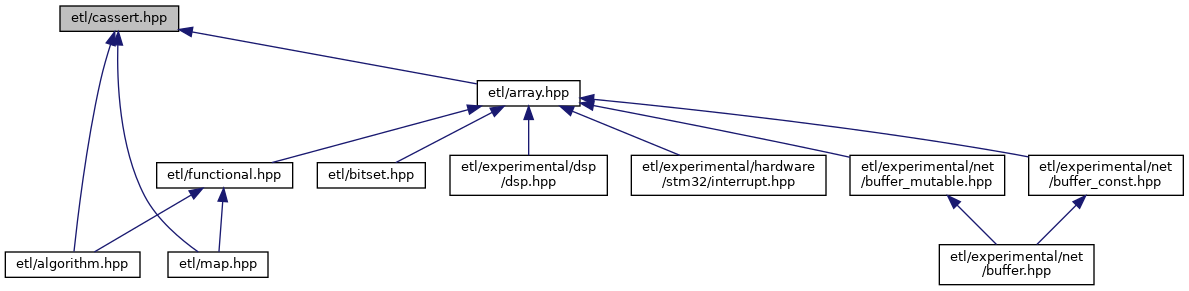 etl/cassert.hpp
etl/array.hpp
etl/functional.hpp
etl/bitset.hpp
etl/experimental/dsp
/dsp.hpp
etl/experimental/hardware
/stm32/interrupt.hpp
etl/experimental/net
/buffer_mutable.hpp
etl/experimental/net
/buffer_const.hpp
etl/algorithm.hpp
etl/map.hpp
etl/experimental/net
/buffer.hpp